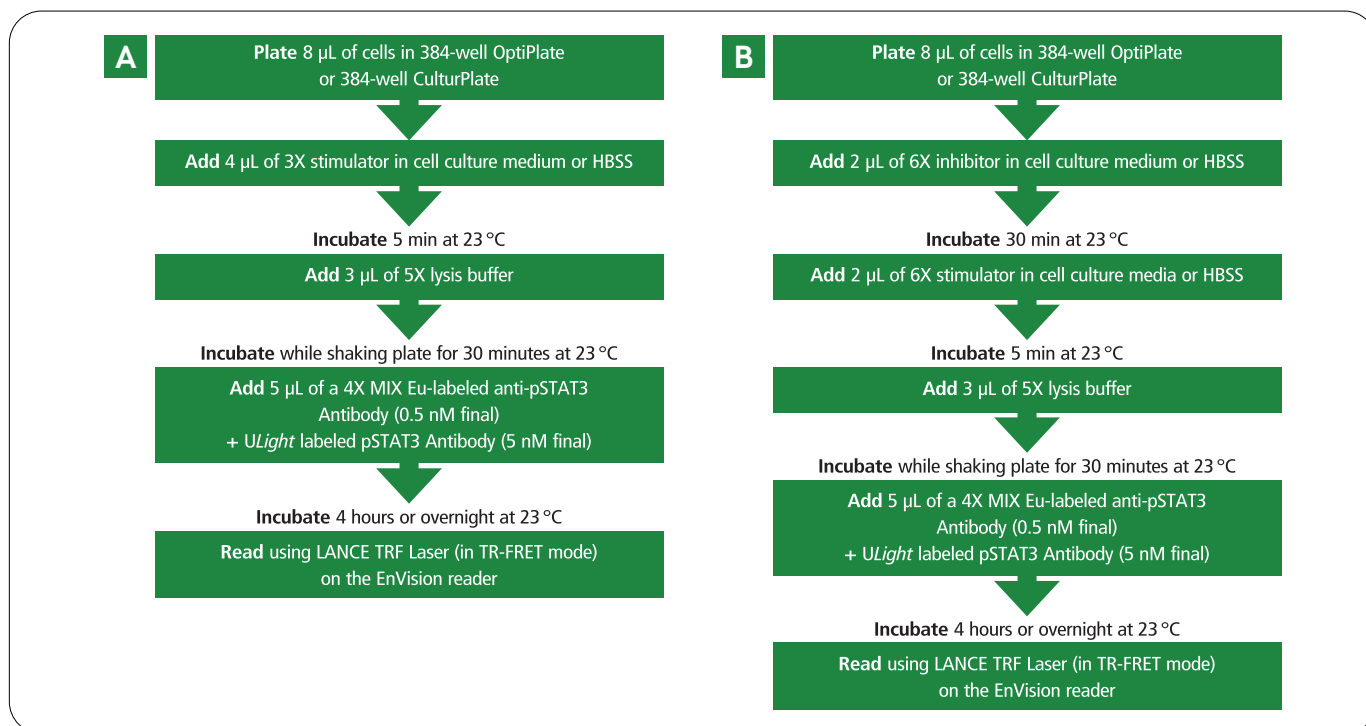 A
Plate 8 µL of cells in 384-well OptiPlate
or 384-well CulturPlate
Add 4 µL of 3X stimulator in cell culture medium or HBSS
Incubate 5 min at 23 °C
Add 3 µL of 5X lysis buffer
Incubate while shaking plate for 30 minutes at 23 °C
Add 5 µL of a 4X MIX Eu-labeled anti-pSTAT3
Antibody (0.5 nM final)
+ ULight labeled pSTAT3 Antibody (5 nM final)
Incubate 4 hours or overnight at 23 °C
Read using LANCE TRF Laser (in TR-FRET mode)
on the EnVision reader
B
Plate 8 µL of cells in 384-well OptiPlate
or 384-well CulturPlate
Add 2 µL of 6X inhibitor in cell culture medium or HBSS
Incubate 30 min at 23 °C
Add 2 µL of 6X stimulator in cell culture media or HBSS
Incubate 5 min at 23 °C
Add 3 µL of 5X lysis buffer
Incubate while shaking plate for 30 minutes at 23 °C
Add 5 µL of a 4X MIX Eu-labeled anti-pSTAT3
Antibody (0.5 nM final)
+ ULight labeled pSTAT3 Antibody (5 nM final)
Incubate 4 hours or overnight at 23 °C
Read using LANCE TRF Laser (in TR-FRET mode)
on the EnVision reader